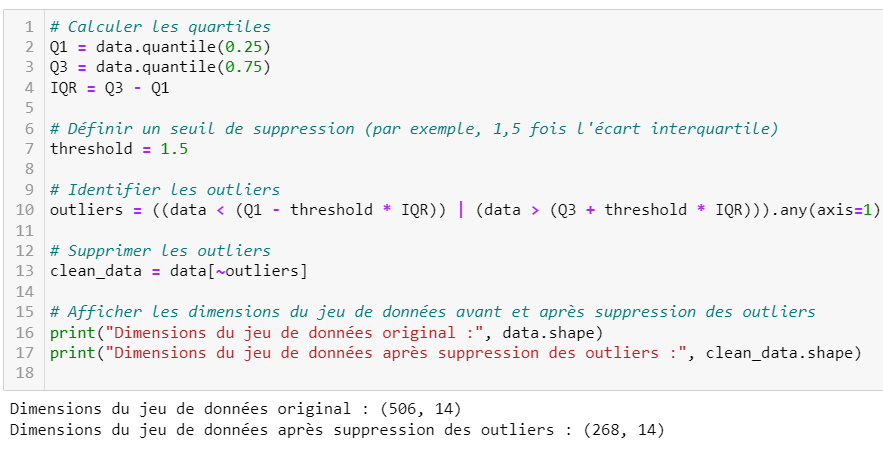 1 # Calculer les quartiles
2 Q1 = data.quantile(0.25)
3 Q3 = data.quantile(0.75)
4 IQR = Q3 - Q1
5
6 # Définir un seuil de suppression (par exemple, 1,5 fois l'écart interquartile)
7 threshold = 1.5
8
9 # Identifier les outliers
10 outliers = ((data < (Q1 - threshold * IQR)) | (data > (Q3 + threshold * IQR))).any(axis=1)
11
12 # Supprimer les outliers
13 clean_data = data[~outliers]
14
15 # Afficher les dimensions du jeu de données avant et après suppression des outliers
16 print("Dimensions du jeu de données original :", data.shape)
17 print("Dimensions du jeu de données après suppression des outliers :", clean_data.shape)
18
Dimensions du jeu de données original : (506, 14)
Dimensions du jeu de données après suppression des outliers : (268, 14)